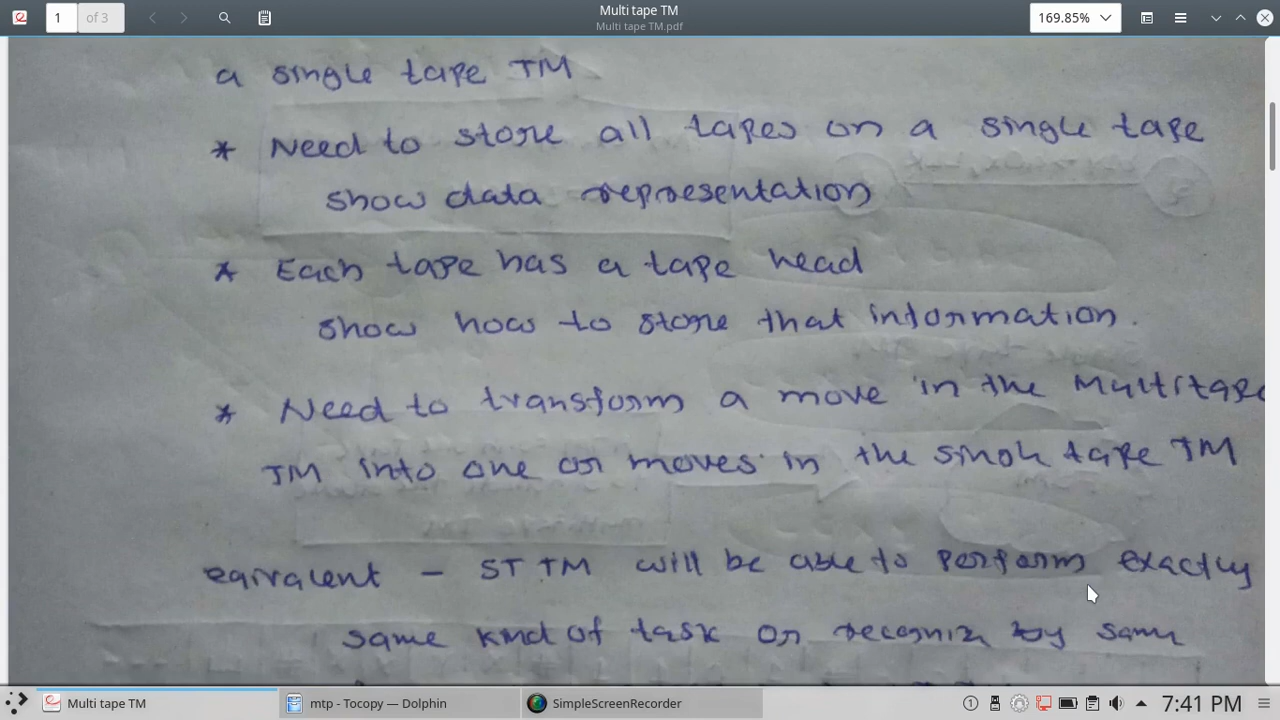 Multi tape TM
Multi tape TM.pdf
1 of 3
169.85%
a single tape TM
* Need to store all tapes on a single tape
show data representation
* Each tape has a tape head
show how to store that information.
* Need to transform a move in the Multitape
TM into one or moves in the single tape TM
eqivalent - STTM will be able to perform exactly
same kind of task or recogniz by same
Multi tape TM
mtp - Tocopy — Dolphin
SimpleScreenRecorder
7:41 PM